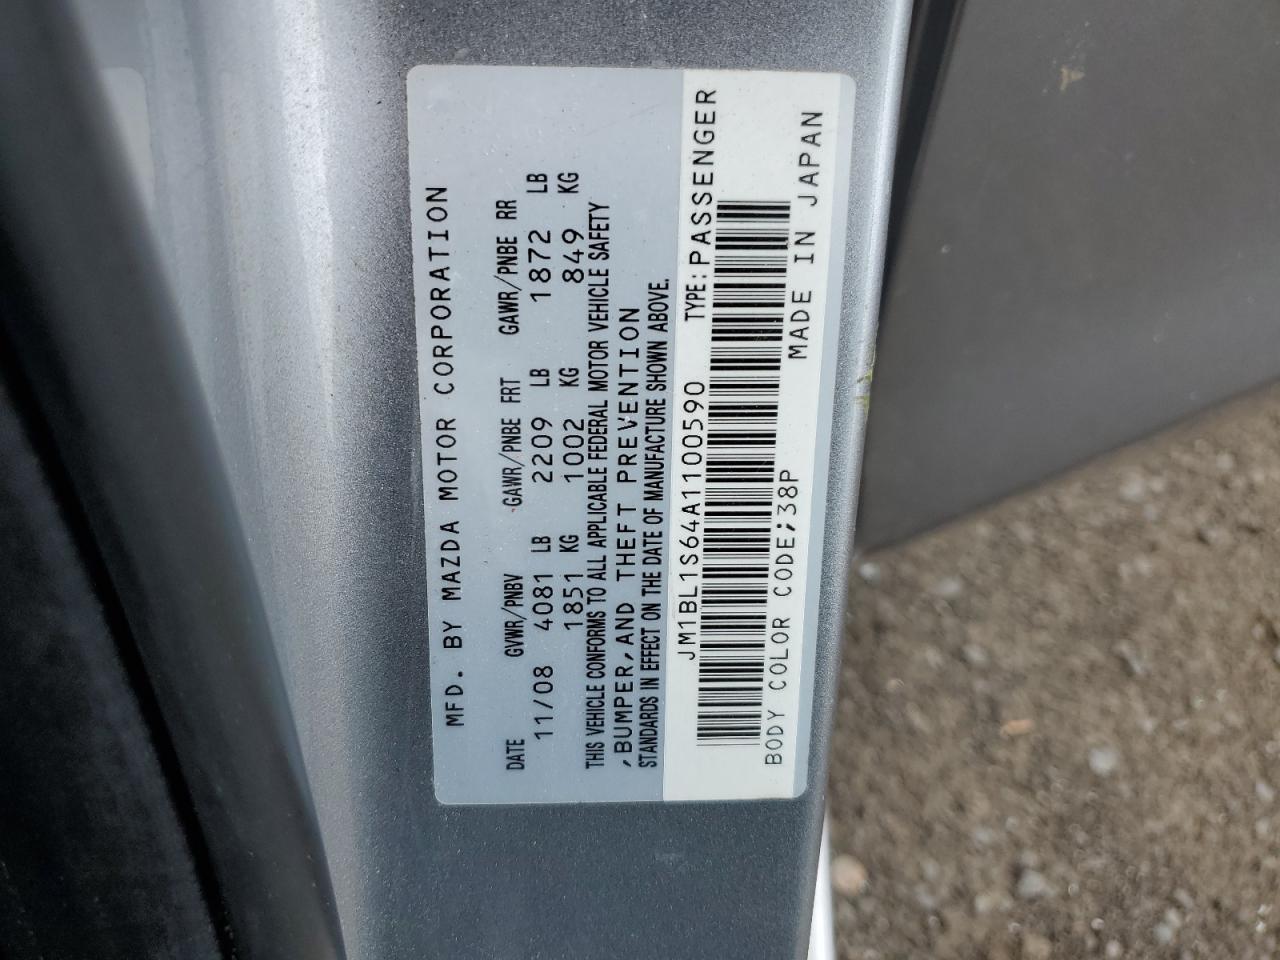 MFD. BY MAZDA MOTOR CORPORATION
DATE GVWR/PNBV GAWR/PNBE FRT GAWR/PNBE RR
11/08 4081 LB 2209 LB 1872 LB
1851 KG 1002 KG 849 KG
THIS VEHICLE CONFORMS TO ALL APPLICABLE FEDERAL MOTOR VEHICLE SAFETY
,BUMPER,AND THEFT PREVENTION
STANDARDS IN EFFECT ON THE DATE OF MANUFACTURE SHOWN ABOVE.
JM1BL1S64A1100590 TYPE:PASSENGER
BODY COLOR CODE;38P MADE IN JAPAN